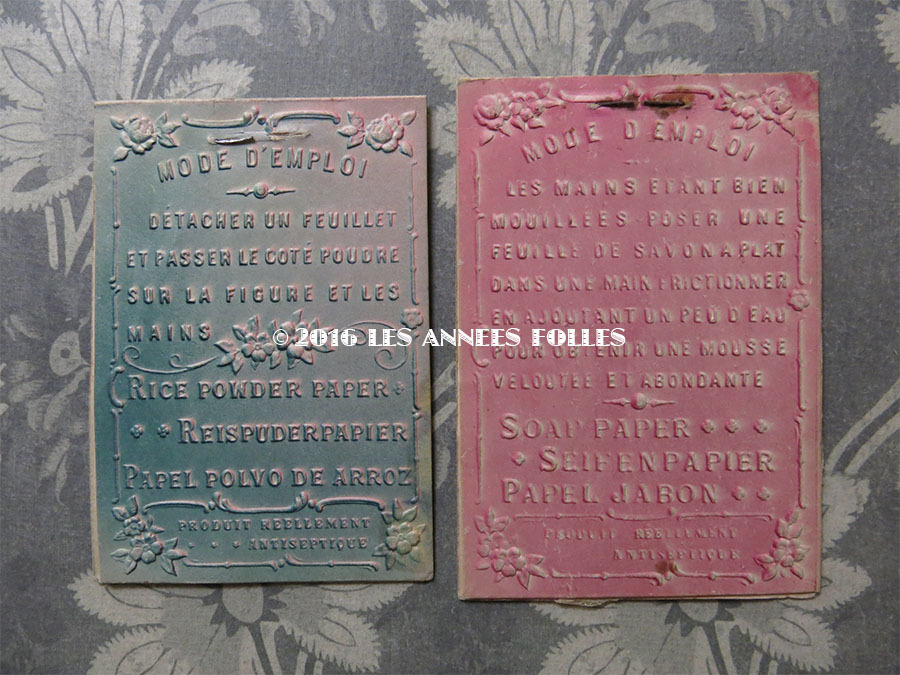 MODE D'EMPLOI
DÉTACHER UN FEUILLET
ET PASSER LE COTÉ POUDRE
SUR LA FIGURE ET LES
MAINS
RICE POWDER PAPER
REISPUDERPAPIER
PAPEL POLVO DE ARROZ
PRODUIT RÉELLEMENT
ANTISEPTIQUE
MODE D'EMPLOI
LES MAINS ÉTANT BIEN
MOUILLÉES POSER UNE
FEUILLE DE SAVON A PLAT
DANS UNE MAIN FRICTIONNER
EN AJOUTANT UN PEU D'EAU
POUR OBTENIR UNE MOUSSE
VELOUTÉE ET ABONDANTE
SOAP PAPER
SEIFENPAPIER
PAPEL JABON
PRODUIT RÉELLEMENT
ANTISEPTIQUE
© 2016 LES ANNEES FOLLES